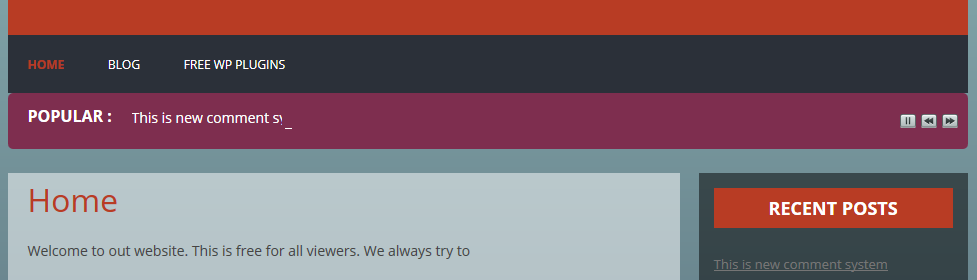 HOME BLOG FREE WP PLUGINS
POPULAR : This is new comment sy_
Home
Welcome to out website. This is free for all viewers. We always try to
RECENT POSTS
This is new comment system